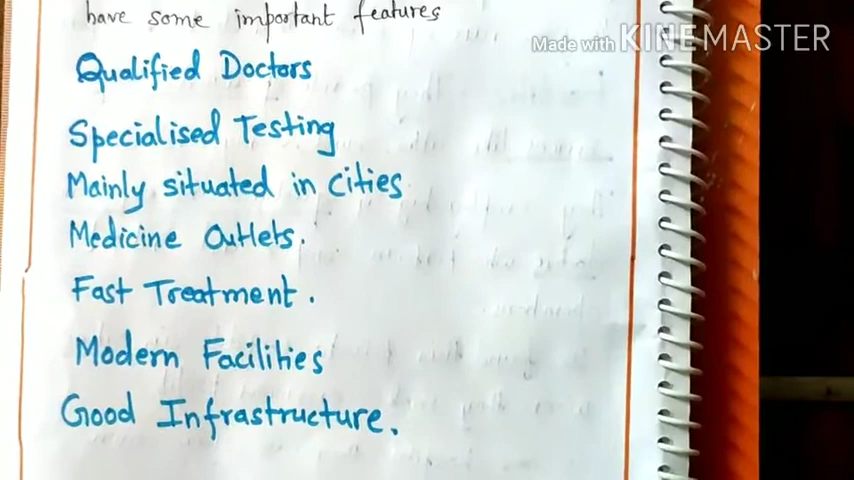 have some important features
Made with KINEMASTER
Qualified Doctors
Specialised Testing
Mainly situated in cities
Medicine Outlets.
Fast Treatment.
Modern Facilities
Good Infrastructure.